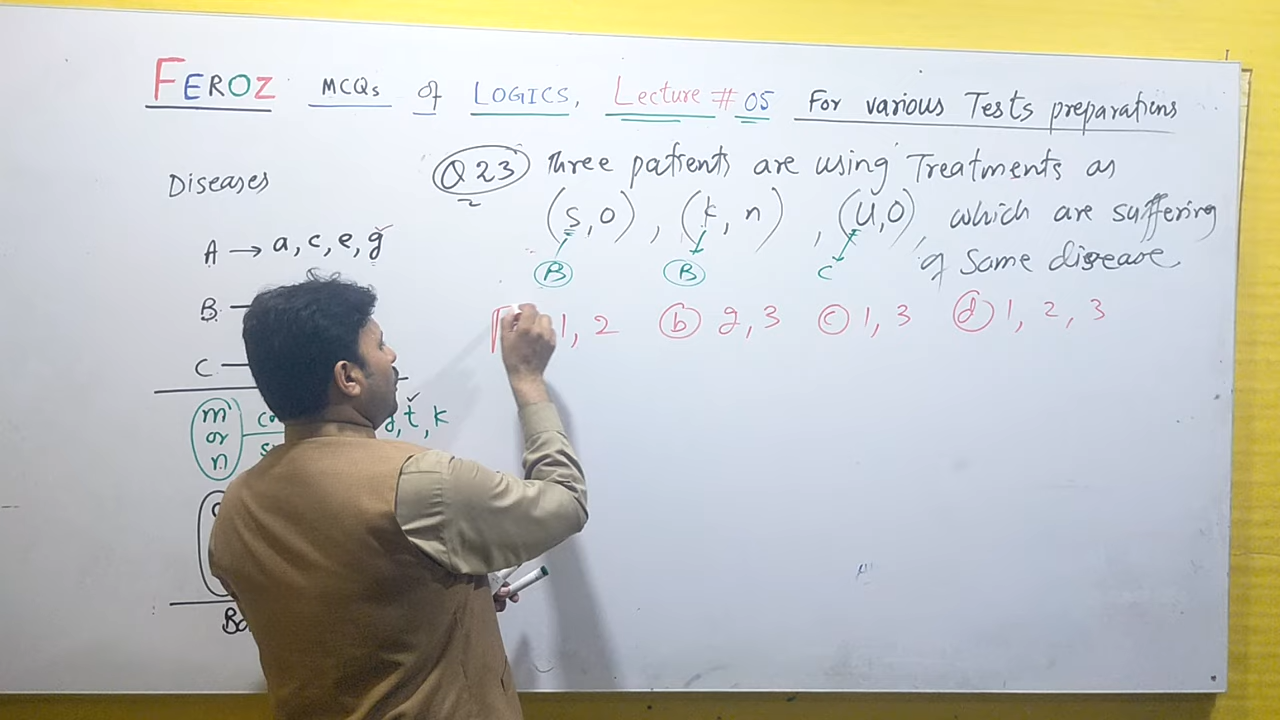 FEROZ MCQs of LOGICS, Lecture # 05 For various Tests preparations
Diseases
Q 23 Three patients are using Treatments as
(S, O), (k, n), (U, O), which are suffering
of Same disease
B B C
A → a, c, e, g
B
C
1, 2 (b) 2, 3 (c) 1, 3 (d) 1, 2, 3
m or n
t, k